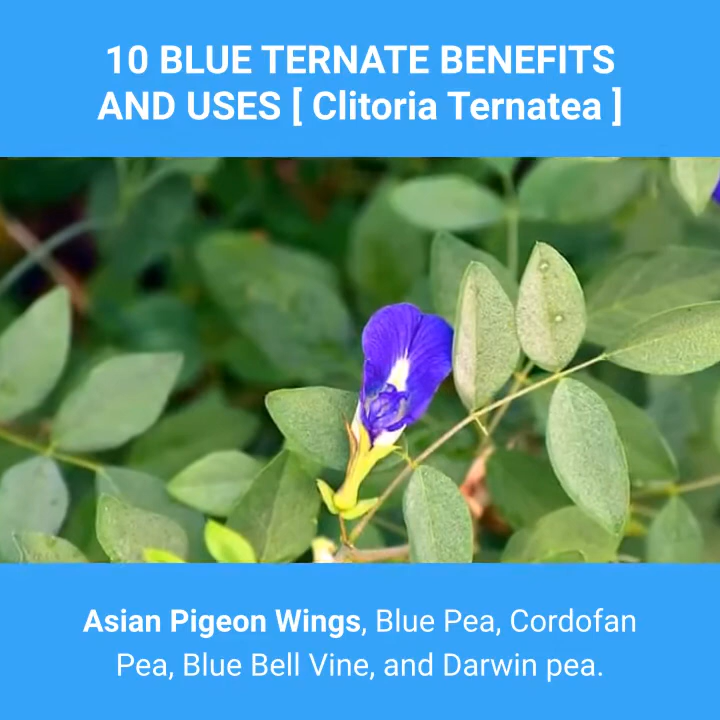 10 BLUE TERNATE BENEFITS
AND USES [ Clitoria Ternatea ]
Asian Pigeon Wings, Blue Pea, Cordofan
Pea, Blue Bell Vine, and Darwin pea.